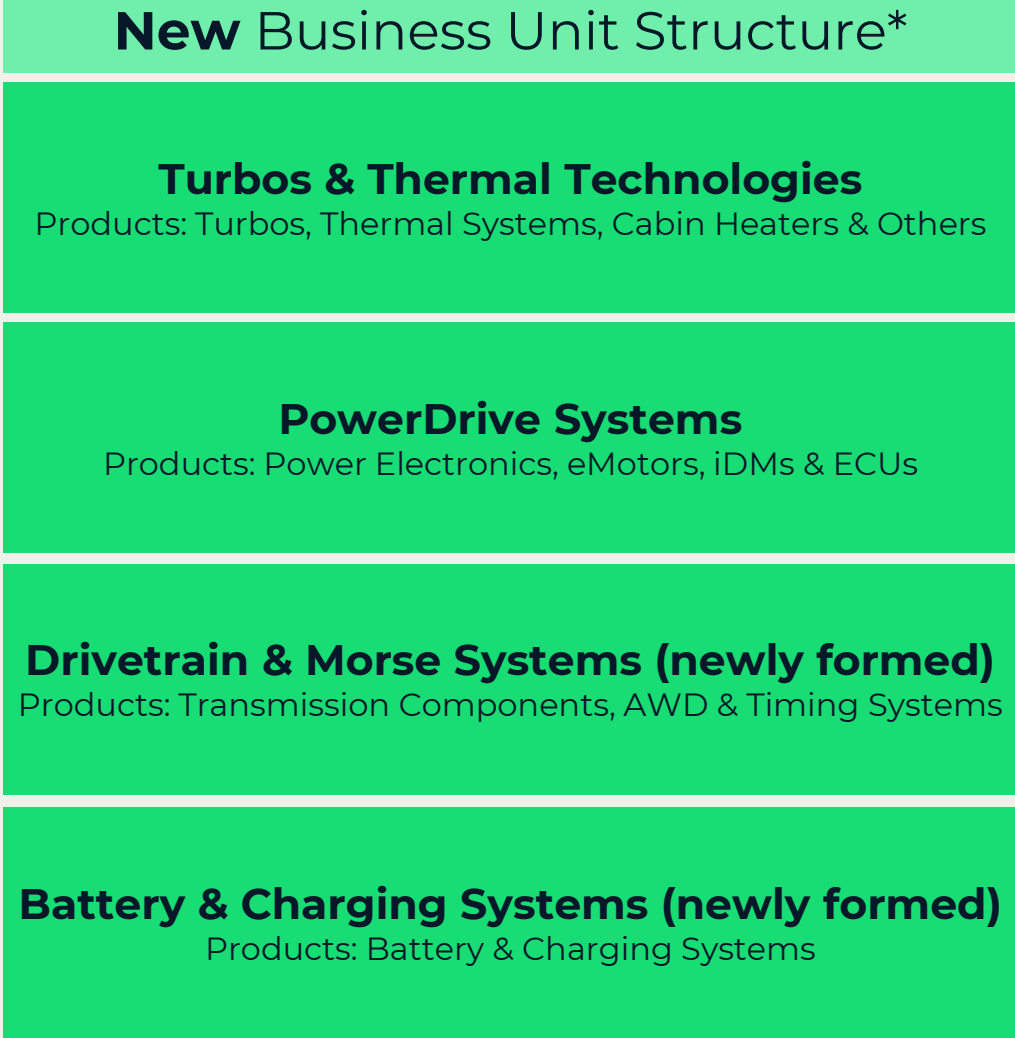 New Business Unit Structure*
Turbos & Thermal Technologies
Products: Turbos, Thermal Systems, Cabin Heaters & Others
PowerDrive Systems
Products: Power Electronics, eMotors, iDMs & ECUs
Drivetrain & Morse Systems (newly formed)
Products: Transmission Components, AWD & Timing Systems
Battery & Charging Systems (newly formed)
Products: Battery & Charging Systems